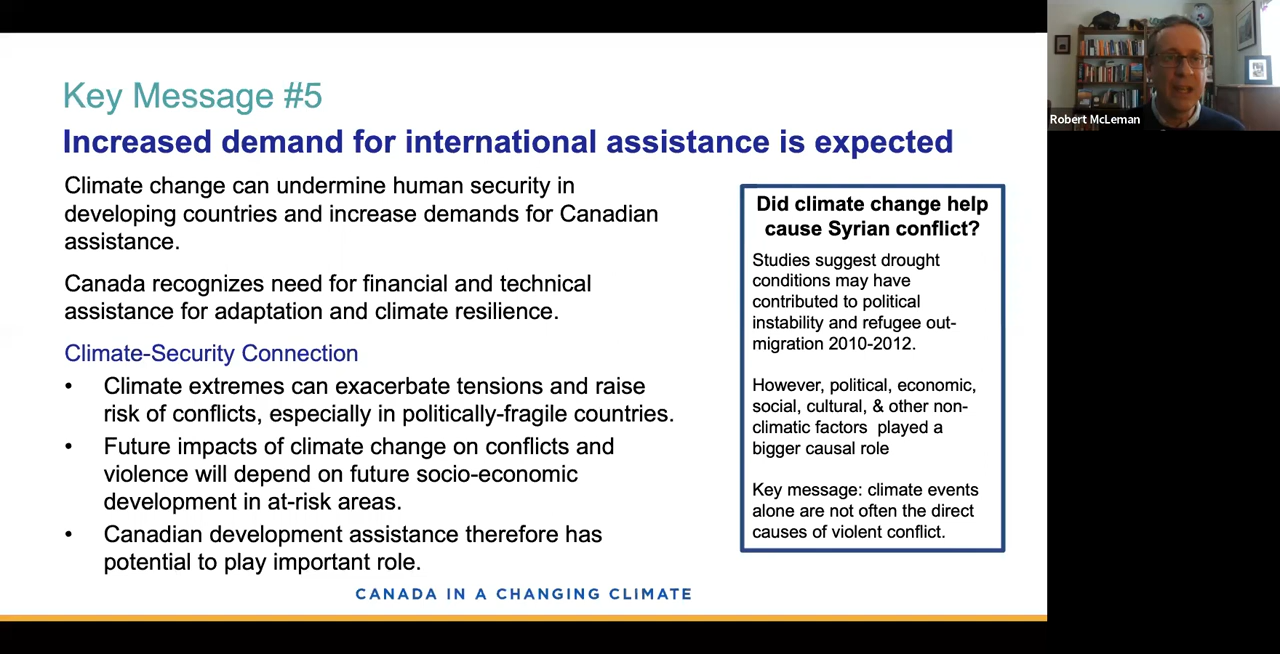 Key Message #5
Increased demand for international assistance is expected
Climate change can undermine human security in
developing countries and increase demands for Canadian
assistance.
Canada recognizes need for financial and technical
assistance for adaptation and climate resilience.
Climate-Security Connection
• Climate extremes can exacerbate tensions and raise
risk of conflicts, especially in politically-fragile countries.
• Future impacts of climate change on conflicts and
violence will depend on future socio-economic
development in at-risk areas.
• Canadian development assistance therefore has
potential to play important role.
Did climate change help
cause Syrian conflict?
Studies suggest drought
conditions may have
contributed to political
instability and refugee out-
migration 2010-2012.
However, political, economic,
social, cultural, & other non-
climatic factors played a
bigger causal role
Key message: climate events
alone are not often the direct
causes of violent conflict.
CANADA IN A CHANGING CLIMATE
Robert McLeman